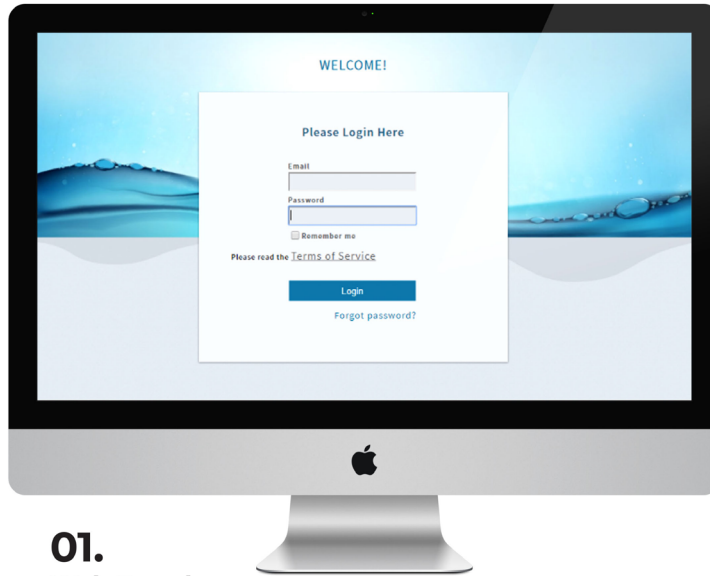 WELCOME!
Please Login Here
Email
Password
Remember me
Please read the Terms of Service
Login
Forgot password?
01.